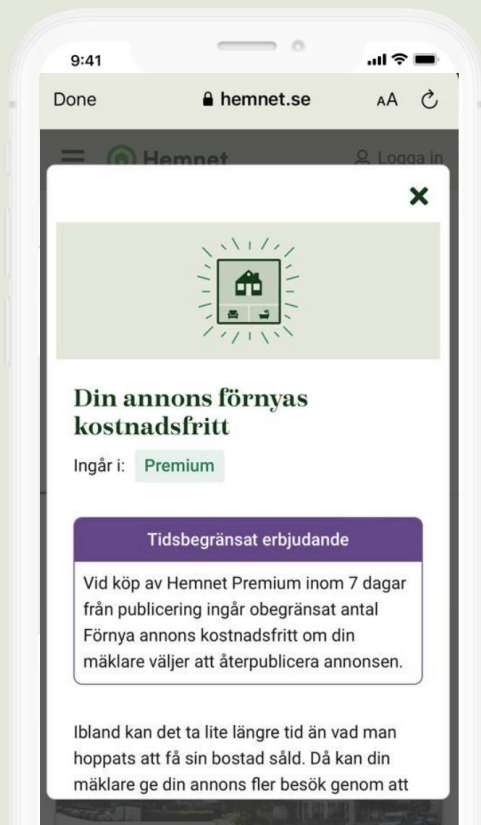 9:41
Done hemnet.se AA
Hemnet Logga in
Din annons förnyas
kostnadsfritt
Ingår i: Premium
Tidsbegränsat erbjudande
Vid köp av Hemnet Premium inom 7 dagar
från publicering ingår obegränsat antal
Förnya annons kostnadsfritt om din
mäklare väljer att återpublicera annonsen.
Ibland kan det ta lite längre tid än vad man
hoppats att få sin bostad såld. Då kan din
mäklare ge din annons fler besök genom att